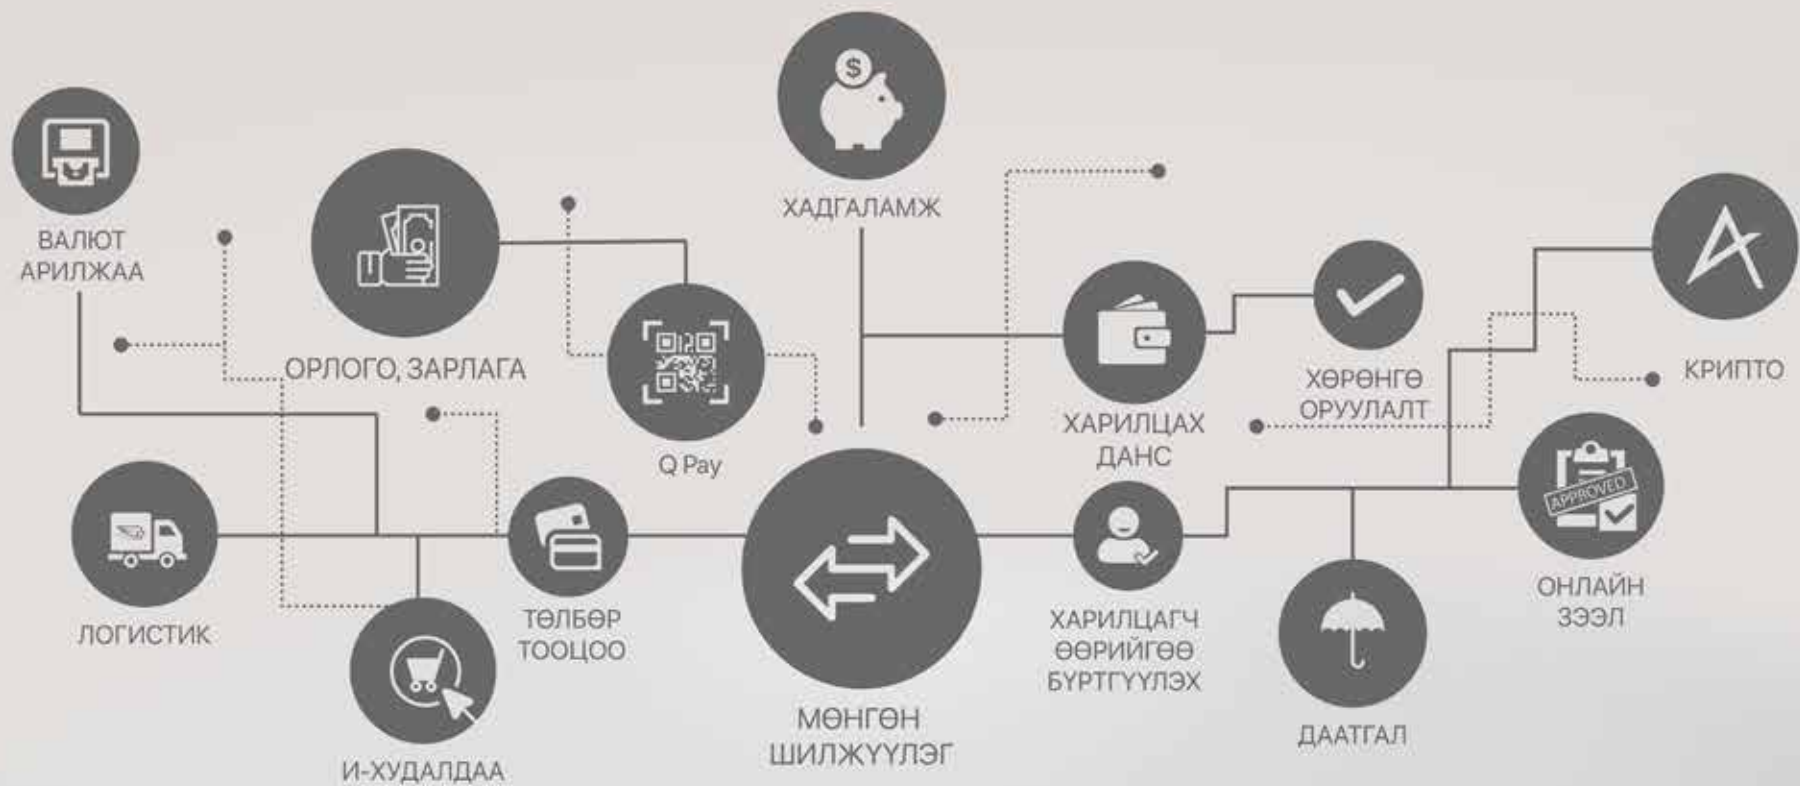 $
ХАДГАЛАМЖ
ВАЛЮТ
АРИЛЖАА
ОРЛОГО, ЗАРЛАГА
Q Pay
ХАРИЛЦАХ
ДАНС
ХӨРӨНГӨ
ОРУУЛАЛТ
КРИПТО
ЛОГИСТИК
И-ХУДАЛДАА
ТӨЛБӨР
ТООЦОО
МӨНГӨН
ШИЛЖҮҮЛЭГ
ХАРИЛЦАГЧ
ӨӨРИЙГӨӨ
БҮРТГҮҮЛЭХ
ДААТГАЛ
APPROVED
ОНЛАЙН
ЗЭЭЛ